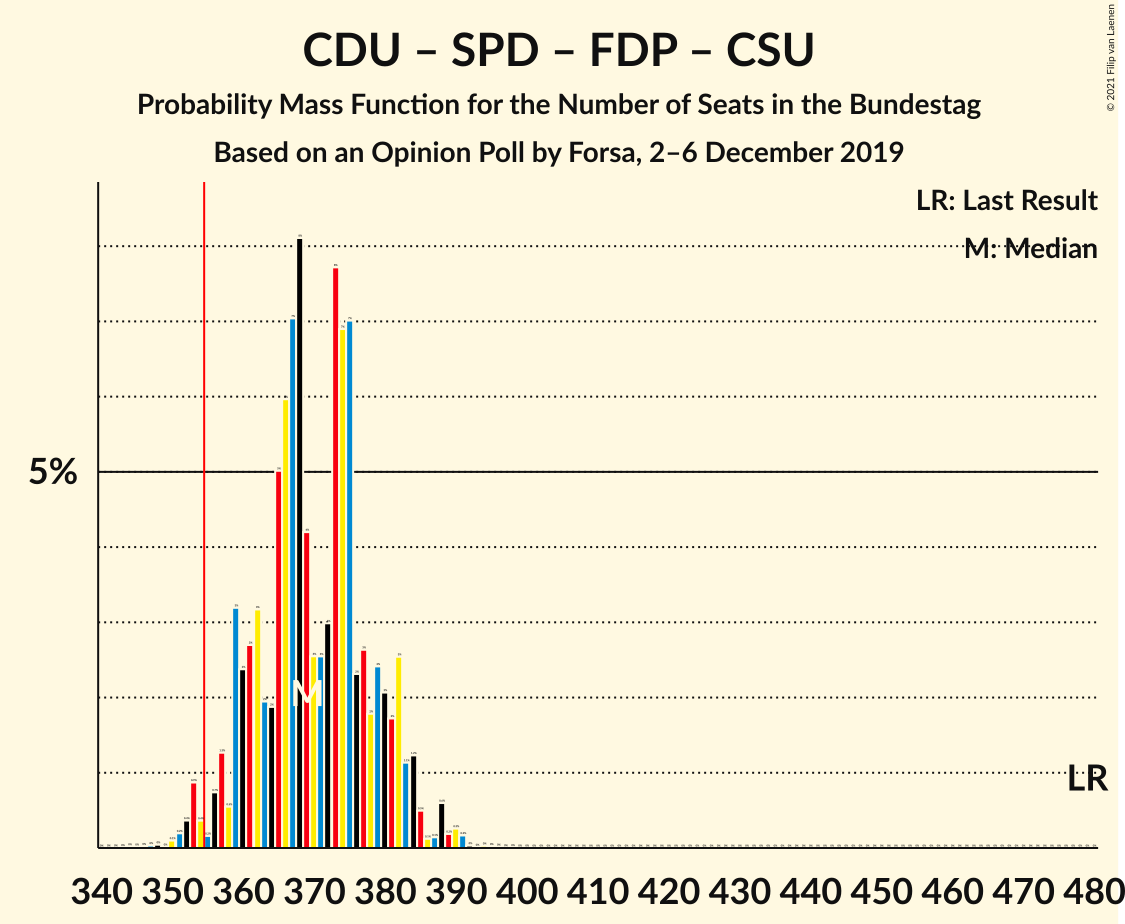 CDU – SPD – FDP – CSU
Probability Mass Function for the Number of Seats in the Bundestag
Based on an Opinion Poll by Forsa, 2–6 December 2019
© 2021 Filip van Laenen
LR: Last Result
M: Median
5%
M
LR
340 350 360 370 380 390 400 410 420 430 440 450 460 470 480